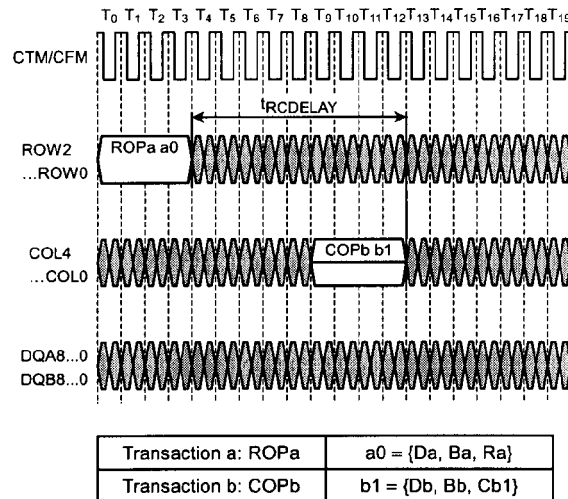 T0 T1 T2 T3 T4 T5 T6 T7 T8 T9 T10 T11 T12 T13 T14 T15 T16 T17 T18 T19
CTM/CFM
tRCDELAY
ROW2
...ROW0
ROPa a0
COL4
...COL0
COPb b1
DQA8...0
DQB8...0
Transaction a: ROPa a0 = {Da, Ba, Ra}
Transaction b: COPb b1 = {Db, Bb, Cb1}